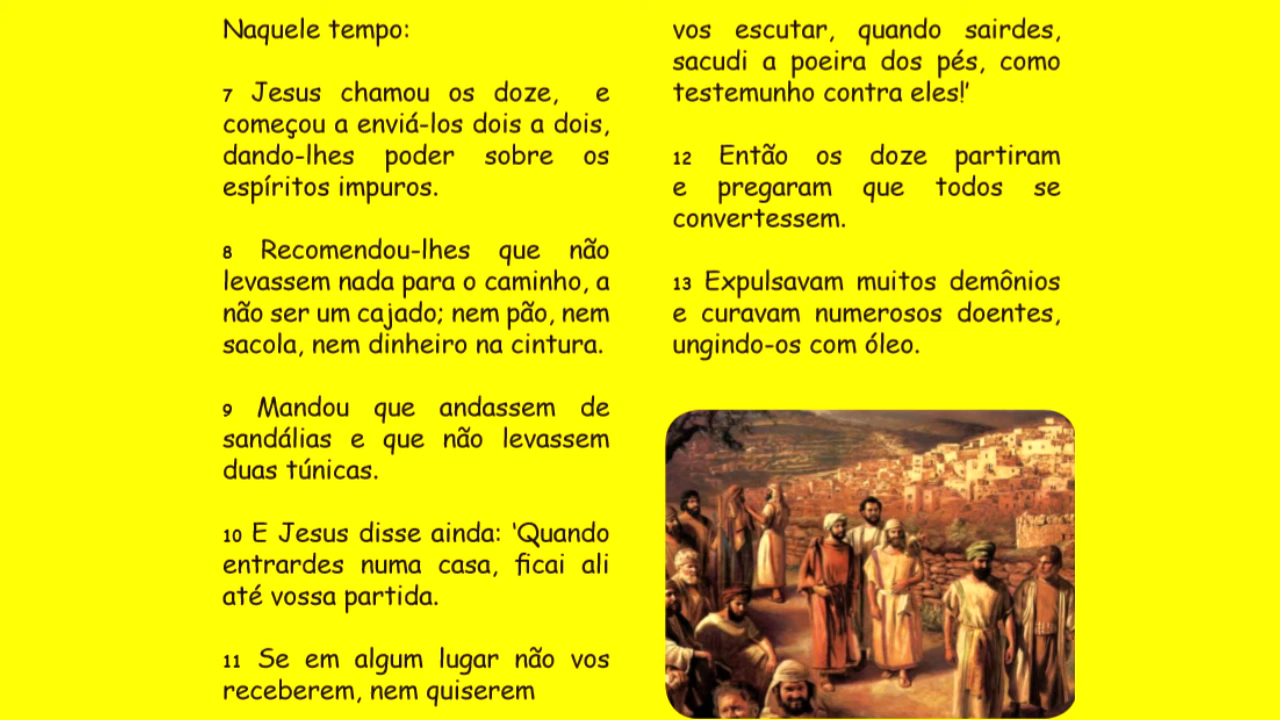 Naquele tempo:
7 Jesus chamou os doze, e
começou a enviá-los dois a dois,
dando-lhes poder sobre os
espíritos impuros.
8 Recomendou-lhes que não
levassem nada para o caminho, a
não ser um cajado; nem pão, nem
sacola, nem dinheiro na cintura.
9 Mandou que andassem de
sandálias e que não levassem
duas túnicas.
10 E Jesus disse ainda: 'Quando
entrardes numa casa, ficai ali
até vossa partida.
11 Se em algum lugar não vos
receberem, nem quiserem
vos escutar, quando sairdes,
sacudi a poeira dos pés, como
testemunho contra eles!'
12 Então os doze partiram
e pregaram que todos se
convertessem.
13 Expulsavam muitos demônios
e curavam numerosos doentes,
ungindo-os com óleo.